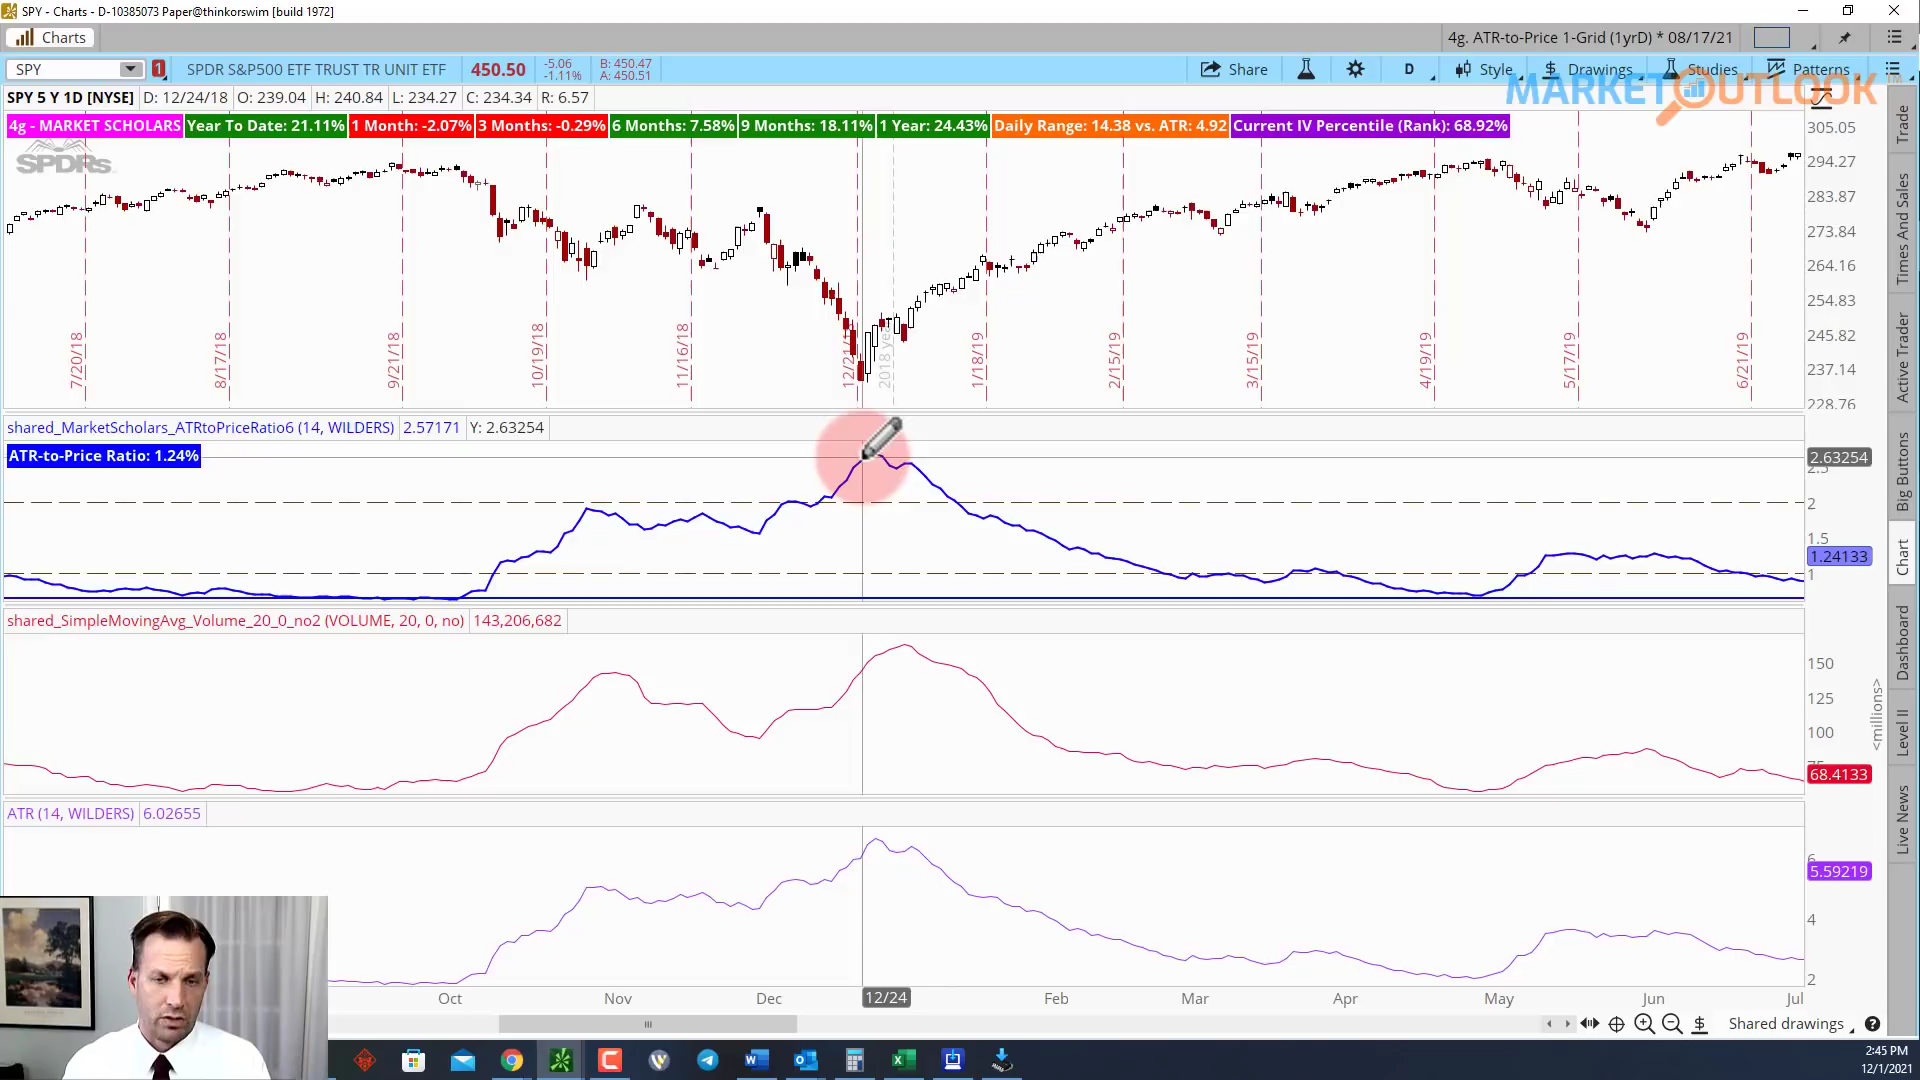 SPY - Charts - D-10385073 Paper@thinkorswim [build 1972]
Charts
4g. ATR-to-Price 1-Grid (1yrD) * 08/17/21
SPY
1
SPDR S&P500 ETF TRUST TR UNIT ETF
450.50
-5.06
-1.11%
B: 450.47
A: 450.51
Share
D
Style
Drawings
Studies
Patterns
MARKETOUTLOOK
SPY 5 Y 1D [NYSE] D: 12/24/18 O: 239.04 H: 240.84 L: 234.27 C: 234.34 R: 6.57
4g - MARKET SCHOLARS Year To Date: 21.11% 1 Month: -2.07% 3 Months: -0.29% 6 Months: 7.58% 9 Months: 18.11% 1 Year: 24.43% Daily Range: 14.38 vs. ATR: 4.92 Current IV Percentile (Rank): 68.92%
SPDRs
305.05
294.27
283.87
273.84
264.16
254.83
245.82
237.14
228.76
7/20/18
8/17/18
9/21/18
10/19/18
11/16/18
1/18/19
2/15/19
3/15/19
4/19/19
5/17/19
6/21/19
shared_MarketScholars_ATRtoPriceRatio6 (14, WILDERS) 2.57171 Y: 2.63254
ATR-to-Price Ratio: 1.24%
2.63254
2
1.5
1.24133
1
shared_SimpleMovingAvg_Volume_20_0_no2 (VOLUME, 20, 0, no) 143,206,682
150
125
100
68.4133
<millions>
ATR (14, WILDERS) 6.02655
5.59219
4
2
Oct Nov Dec 12/24 Feb Mar Apr May Jun Jul
Shared drawings
Trade
Times And Sales
Active Trader
Big Buttons
Chart
Dashboard
Level II
Live News
2:45 PM
12/1/2021